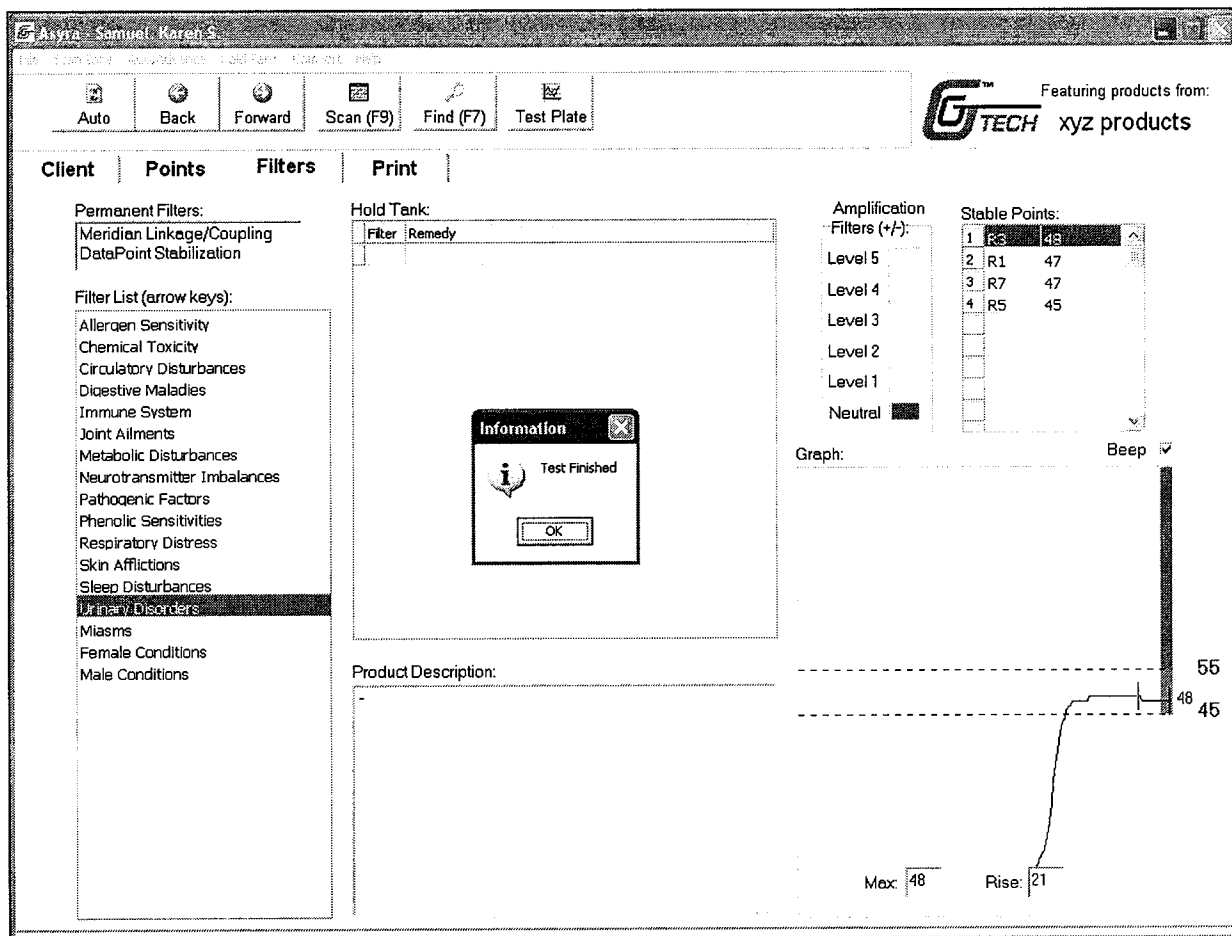 Asyra - Samuel, Karen S.
Auto
Back
Forward
Scan (F9)
Find (F7)
Test Plate
GTECH™
Featuring products from:
xyz products
Client
Points
Filters
Print
Permanent Filters:
Meridian Linkage/Coupling
DataPoint Stabilization
Filter List (arrow keys):
Allergen Sensitivity
Chemical Toxicity
Circulatory Disturbances
Digestive Maladies
Immune System
Joint Ailments
Metabolic Disturbances
Neurotransmitter Imbalances
Pathogenic Factors
Phenolic Sensitivities
Respiratory Distress
Skin Afflictions
Sleep Disturbances
Urinary Disorders
Miasms
Female Conditions
Male Conditions
Hold Tank:
Filter Remedy
Information
Test Finished
OK
Product Description:
-
Amplification
Filters (+/-):
Level 5
Level 4
Level 3
Level 2
Level 1
Neutral
Stable Points:
1 R3 48
2 R1 47
3 R7 47
4 R5 45
Graph:
Beep
55
48
45
Max: 48
Rise: 21